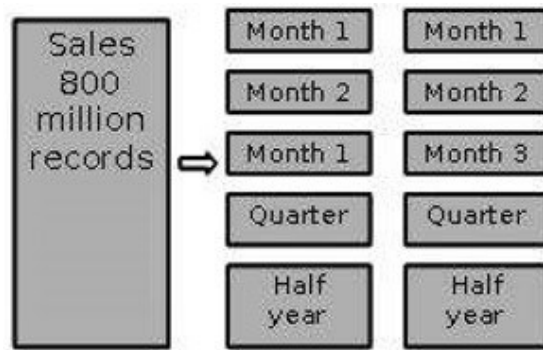 Sales
800
million
records
Month 1
Month 1
Month 2
Month 2
Month 1
Month 3
Quarter
Quarter
Half
year
Half
year